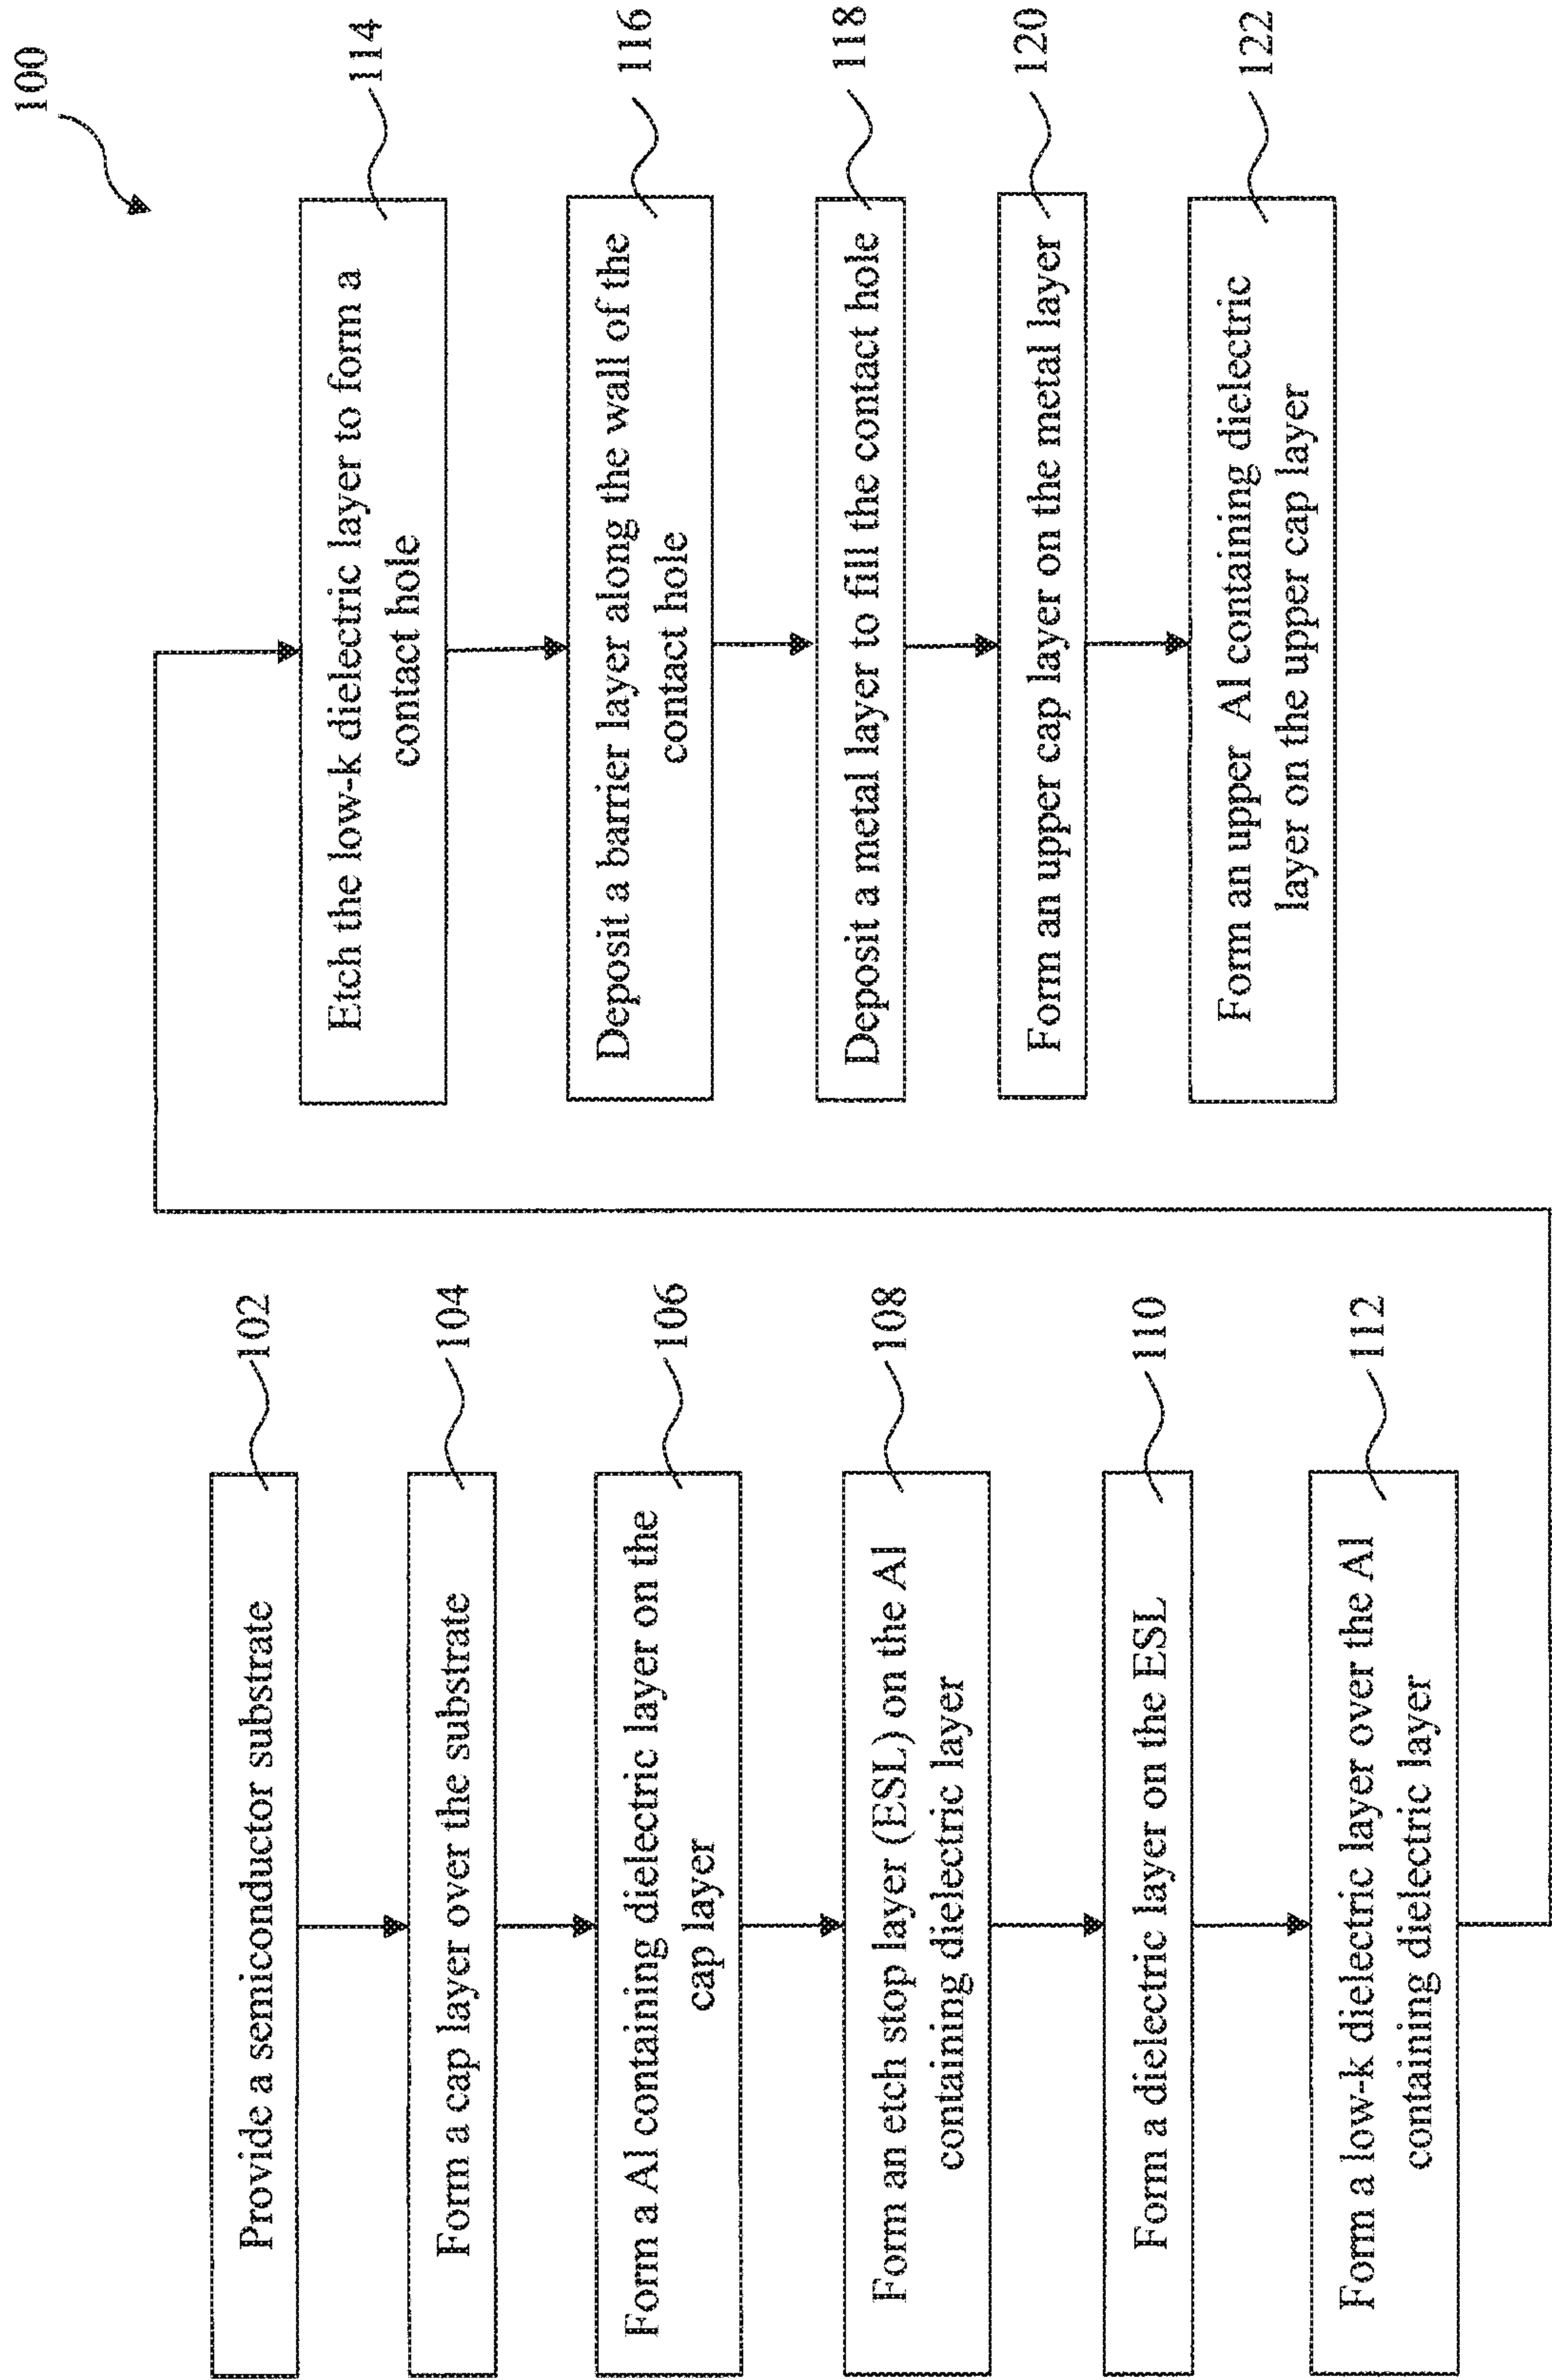 100
Provide a semiconductor substrate
102
Form a cap layer over the substrate
104
Form a Al containing dielectric layer on the
cap layer
106
Form an etch stop layer (ESL) on the Al
containing dielectric layer
108
Form a dielectric layer on the ESL
110
Form a low-k dielectric layer over the Al
containing dielectric layer
112
Etch the low-k dielectric layer to form a
contact hole
114
Deposit a barrier layer along the wall of the
contact hole
116
Deposit a metal layer to fill the contact hole
118
Form an upper cap layer on the metal layer
120
Form an upper Al containing dielectric
layer on the upper cap layer
122